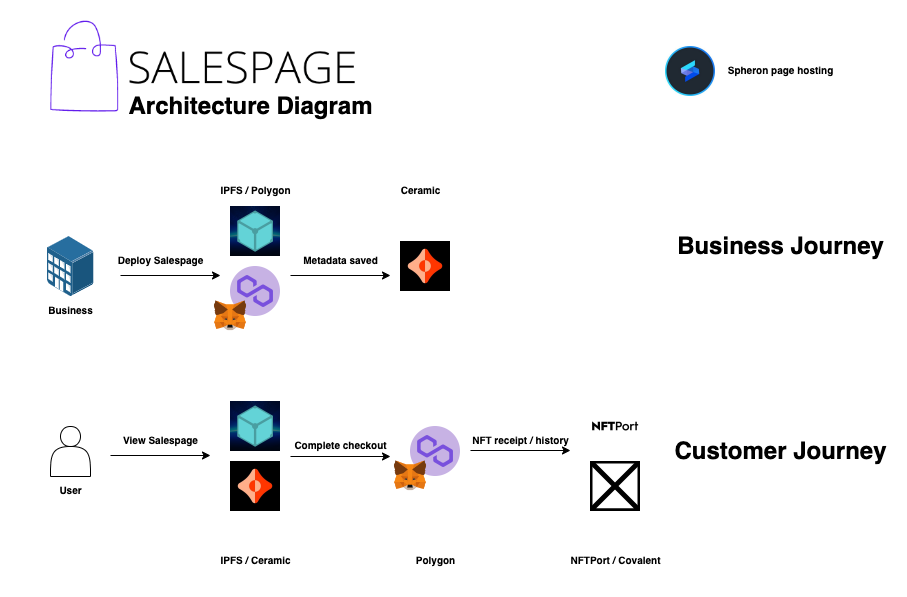 SALESPAGE
Architecture Diagram
Spheron page hosting
IPFS / Polygon
Ceramic
Business Journey
Deploy Salespage
Metadata saved
Business
NFTPort
Customer Journey
View Salespage
Complete checkout
NFT receipt / history
User
IPFS / Ceramic
Polygon
NFTPort / Covalent